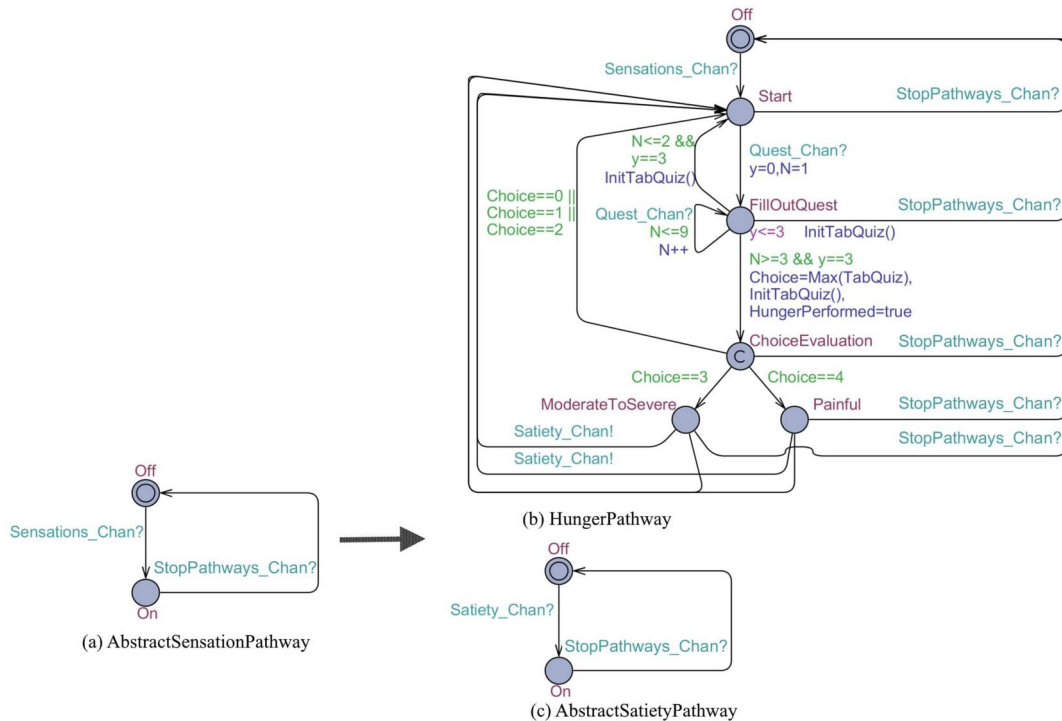 Off
Sensations_Chan?
Start
StopPathways_Chan?
N<=2 &&
y==3
InitTabQuiz()
Quest_Chan?
y=0,N=1
Choice==0 ||
Choice==1 ||
Choice==2
Quest_Chan?
N<=9
N++
FillOutQuest
StopPathways_Chan?
y<=3 InitTabQuiz()
N>=3 && y==3
Choice=Max(TabQuiz),
InitTabQuiz(),
HungerPerformed=true
ChoiceEvaluation
StopPathways_Chan?
C
Choice==3
Choice==4
ModerateToSevere
Painful
StopPathways_Chan?
Satiety_Chan!
StopPathways_Chan?
Satiety_Chan!
(b) HungerPathway
Off
Sensations_Chan?
StopPathways_Chan?
On
(a) AbstractSensationPathway
Off
Satiety_Chan?
StopPathways_Chan?
On
(c) AbstractSatietyPathway